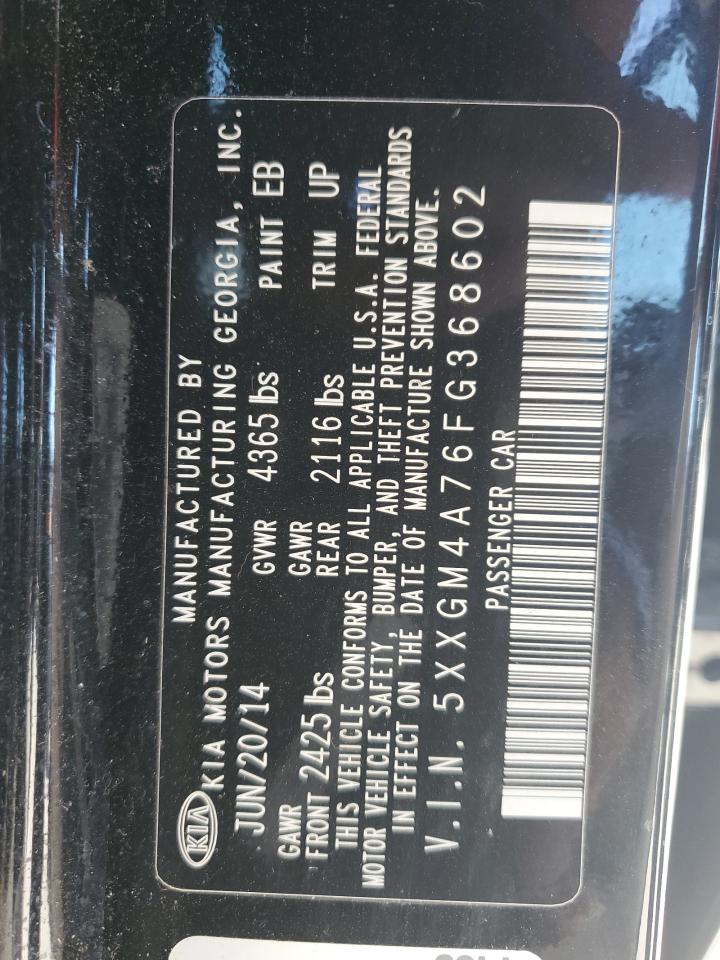 MANUFACTURED BY
KIA KIA MOTORS MANUFACTURING GEORGIA, INC.
JUN/20/14 GVWR 4365 lbs PAINT EB
GAWR GAWR
FRONT 2425 lbs REAR 2116 lbs TRIM UP
THIS VEHICLE CONFORMS TO ALL APPLICABLE U.S.A. FEDERAL
MOTOR VEHICLE SAFETY, BUMPER, AND THEFT PREVENTION STANDARDS
IN EFFECT ON THE DATE OF MANUFACTURE SHOWN ABOVE.
V.I.N. 5XXGM4A76FG368602
PASSENGER CAR